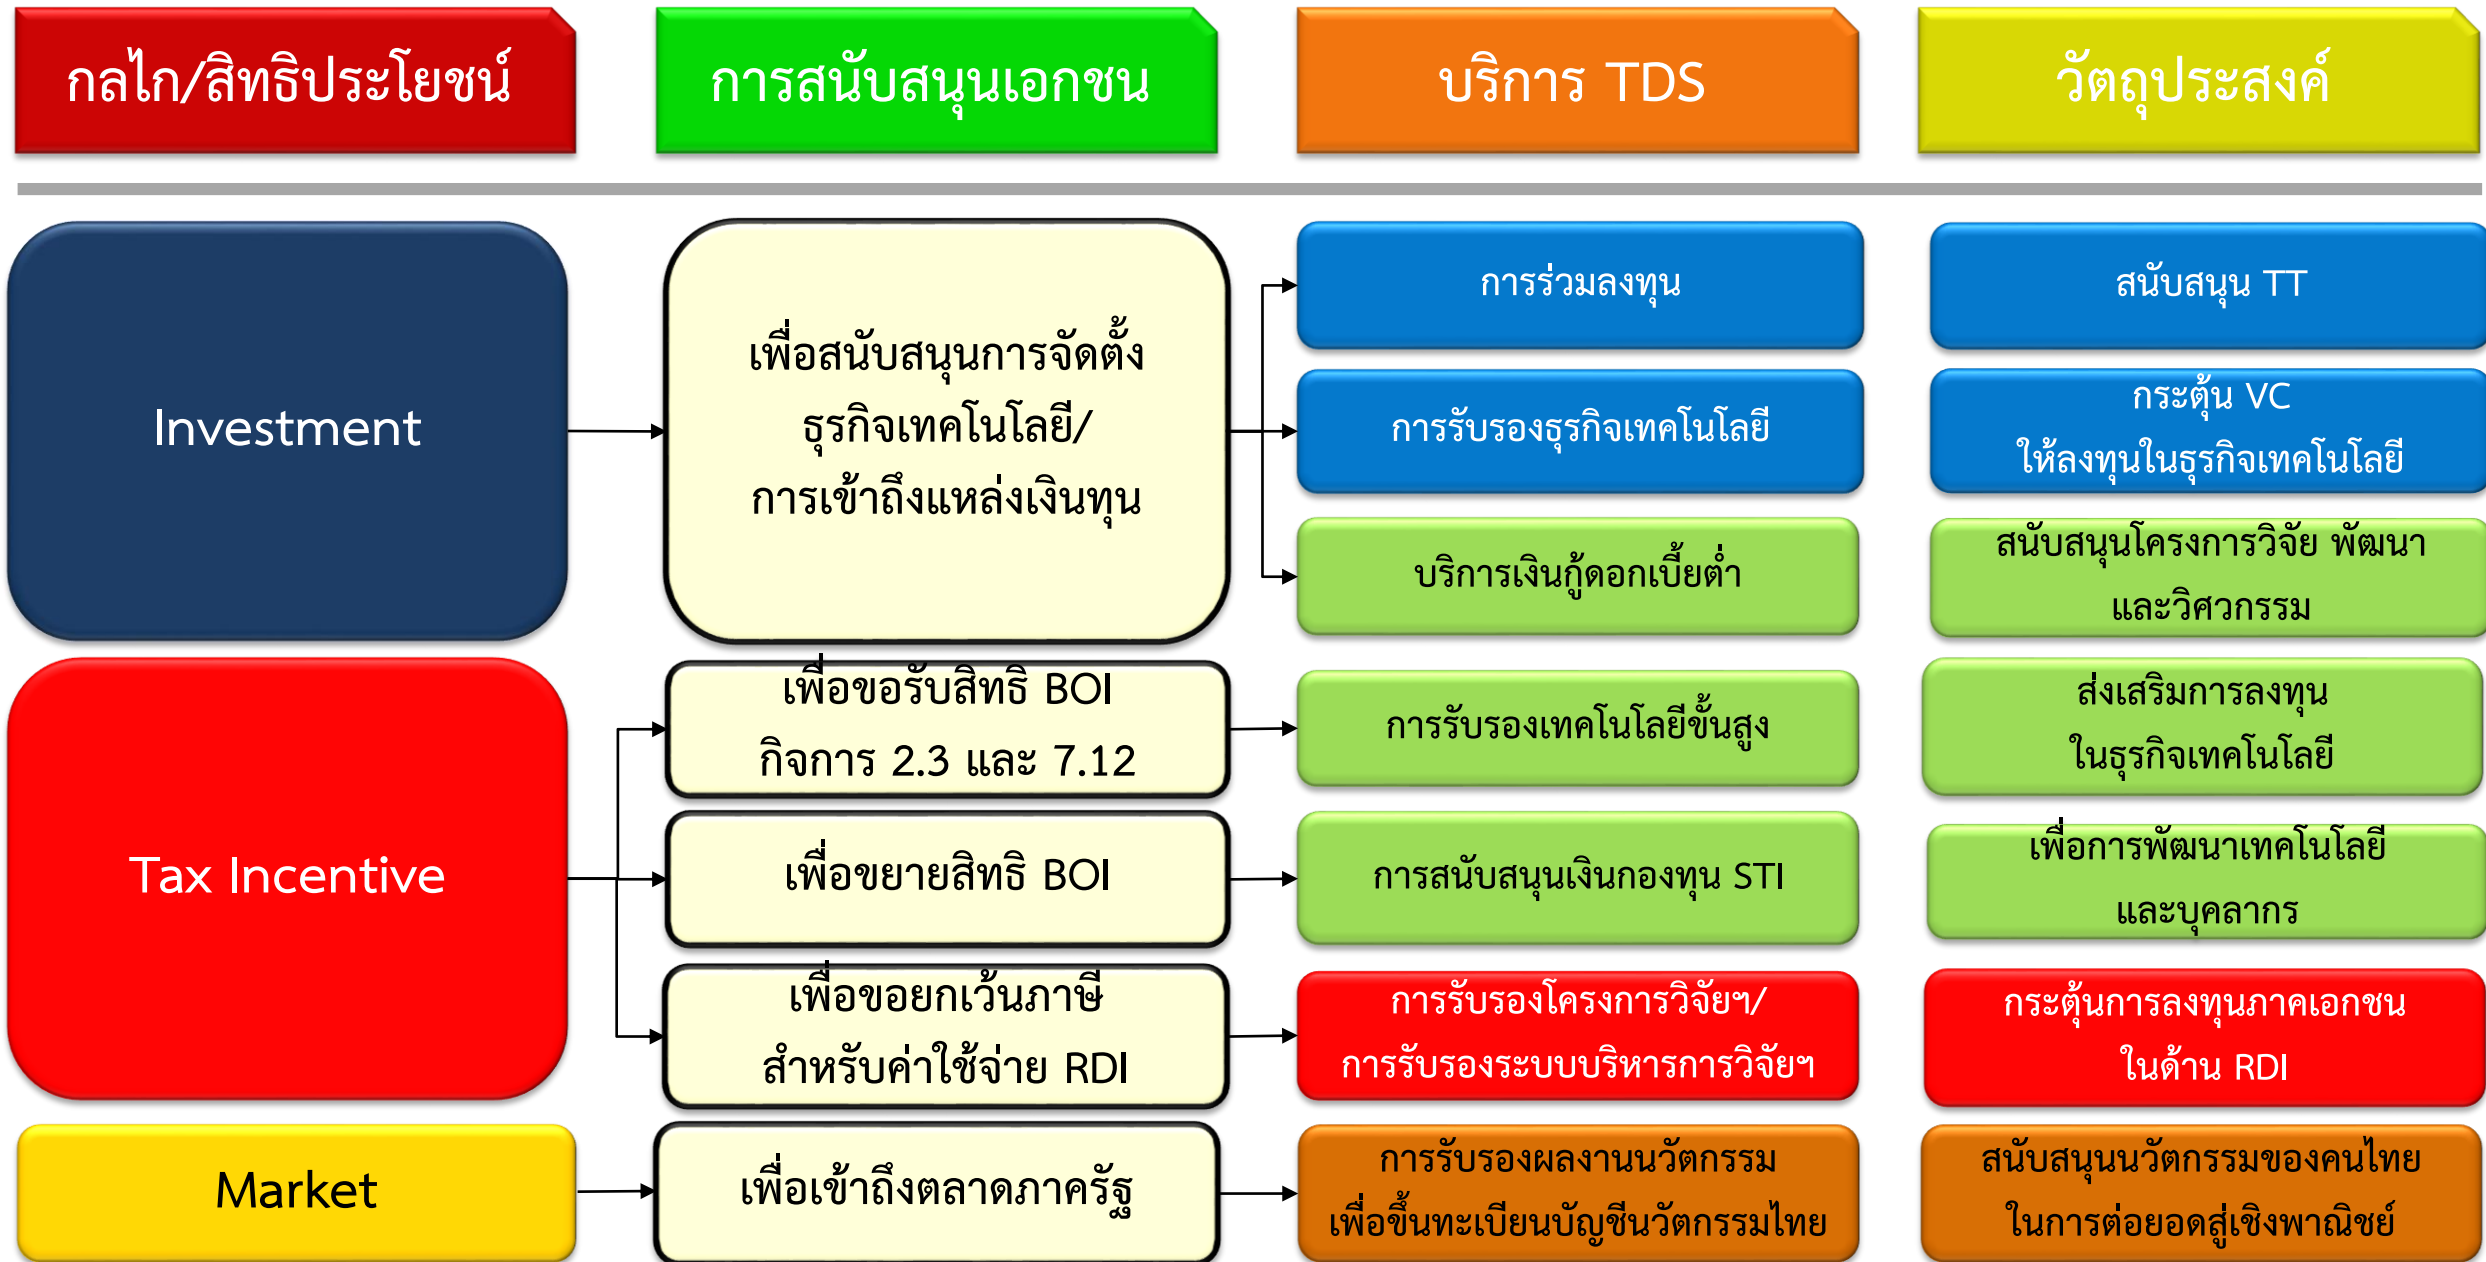 กลไก/สิทธิประโยชน์
การสนับสนุนเอกชน
บริการ TDS
วัตถุประสงค์
Investment
เพื่อสนับสนุนการจัดตั้ง
ธุรกิจเทคโนโลยี/
การเข้าถึงแหล่งเงินทุน
การร่วมลงทุน
สนับสนุน TT
การรับรองธุรกิจเทคโนโลยี
กระตุ้น VC
ให้ลงทุนในธุรกิจเทคโนโลยี
บริการเงินกู้ดอกเบี้ยต่ำ
สนับสนุนโครงการวิจัย พัฒนา
และวิศวกรรม
Tax Incentive
เพื่อขอรับสิทธิ BOI
กิจการ 2.3 และ 7.12
การรับรองเทคโนโลยีขั้นสูง
ส่งเสริมการลงทุน
ในธุรกิจเทคโนโลยี
เพื่อขยายสิทธิ BOI
การสนับสนุนเงินกองทุน STI
เพื่อการพัฒนาเทคโนโลยี
และบุคลากร
เพื่อขอยกเว้นภาษี
สำหรับค่าใช้จ่าย RDI
การรับรองโครงการวิจัยฯ/
การรับรองระบบบริหารการวิจัยฯ
กระตุ้นการลงทุนภาคเอกชน
ในด้าน RDI
Market
เพื่อเข้าถึงตลาดภาครัฐ
การรับรองผลงานนวัตกรรม
เพื่อขึ้นทะเบียนบัญชีนวัตกรรมไทย
สนับสนุนนวัตกรรมของคนไทย
ในการต่อยอดสู่เชิงพาณิชย์